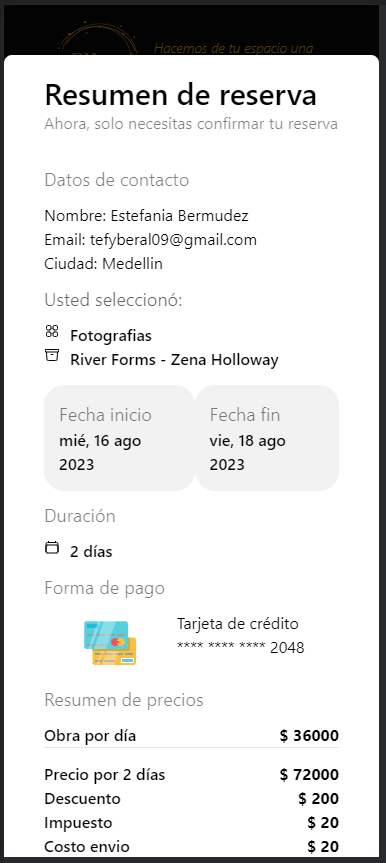 Hacemos de tu espacio una
Resumen de reserva
Ahora, solo necesitas confirmar tu reserva
Datos de contacto
Nombre: Estefania Bermudez
Email: tefyberal09@gmail.com
Ciudad: Medellin
Usted seleccionó:
Fotografias
River Forms - Zena Holloway
Fecha inicio
mié, 16 ago
2023
Fecha fin
vie, 18 ago
2023
Duración
2 días
Forma de pago
Tarjeta de crédito
**** **** **** 2048
Resumen de precios
Obra por día $ 36000
Precio por 2 días $ 72000
Descuento $ 200
Impuesto $ 20
Costo envio $ 20